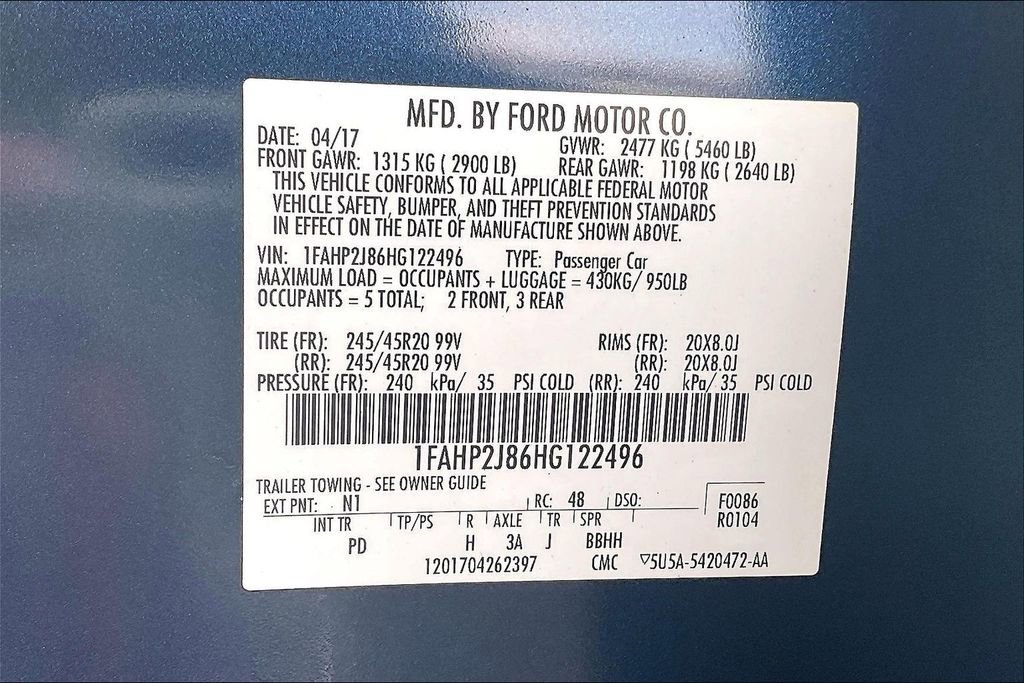 MFD. BY FORD MOTOR CO.
DATE: 04/17 GVWR: 2477 KG ( 5460 LB)
FRONT GAWR: 1315 KG ( 2900 LB) REAR GAWR: 1198 KG ( 2640 LB)
THIS VEHICLE CONFORMS TO ALL APPLICABLE FEDERAL MOTOR
VEHICLE SAFETY, BUMPER, AND THEFT PREVENTION STANDARDS
IN EFFECT ON THE DATE OF MANUFACTURE SHOWN ABOVE.
VIN: 1FAHP2J86HG122496 TYPE: Passenger Car
MAXIMUM LOAD = OCCUPANTS + LUGGAGE = 430KG/ 950LB
OCCUPANTS = 5 TOTAL; 2 FRONT, 3 REAR
TIRE (FR): 245/45R20 99V RIMS (FR): 20X8.0J
(RR): 245/45R20 99V (RR): 20X8.0J
PRESSURE (FR): 240 kPa/ 35 PSI COLD (RR): 240 kPa/ 35 PSI COLD
1FAHP2J86HG122496
TRAILER TOWING - SEE OWNER GUIDE
EXT PNT: N1 RC: 48 DSO: F0086
INT TR TP/PS R AXLE TR SPR R0104
PD H 3A J BBHH
1201704262397 CMC ▽5U5A-5420472-AA